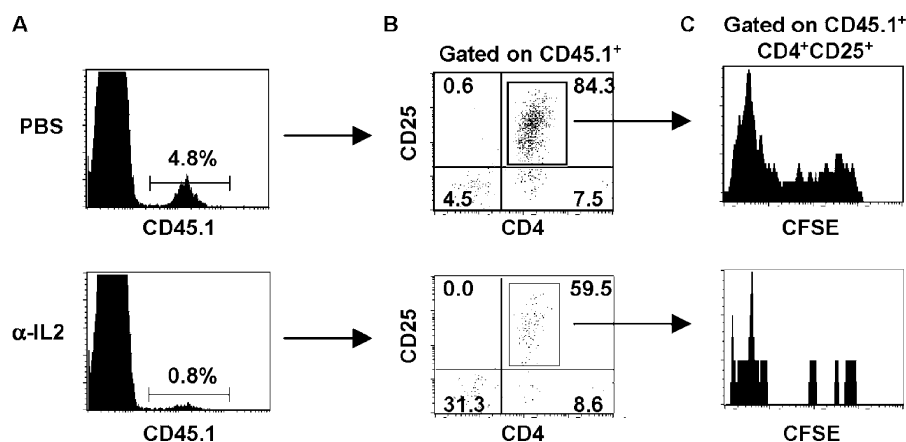 A
B
C
Gated on CD45.1+
Gated on CD45.1+
CD4+CD25+
PBS
4.8%
CD45.1
CD25
0.6
84.3
4.5
7.5
CD4
CFSE
α-IL2
0.8%
CD45.1
CD25
0.0
59.5
31.3
8.6
CD4
CFSE